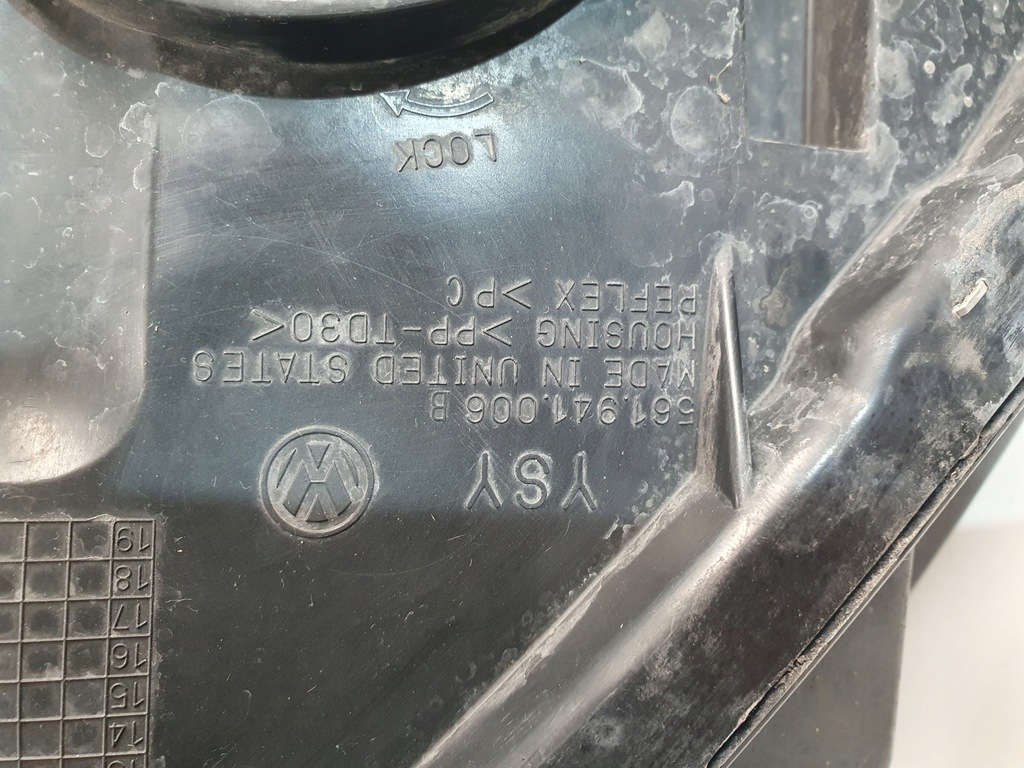 14
15
16
17
18
19
YSY
VW
561.941.006 B
MADE IN UNITED STATES
HOUSING >PP-TD30<
REFLEX >PC
LOCK